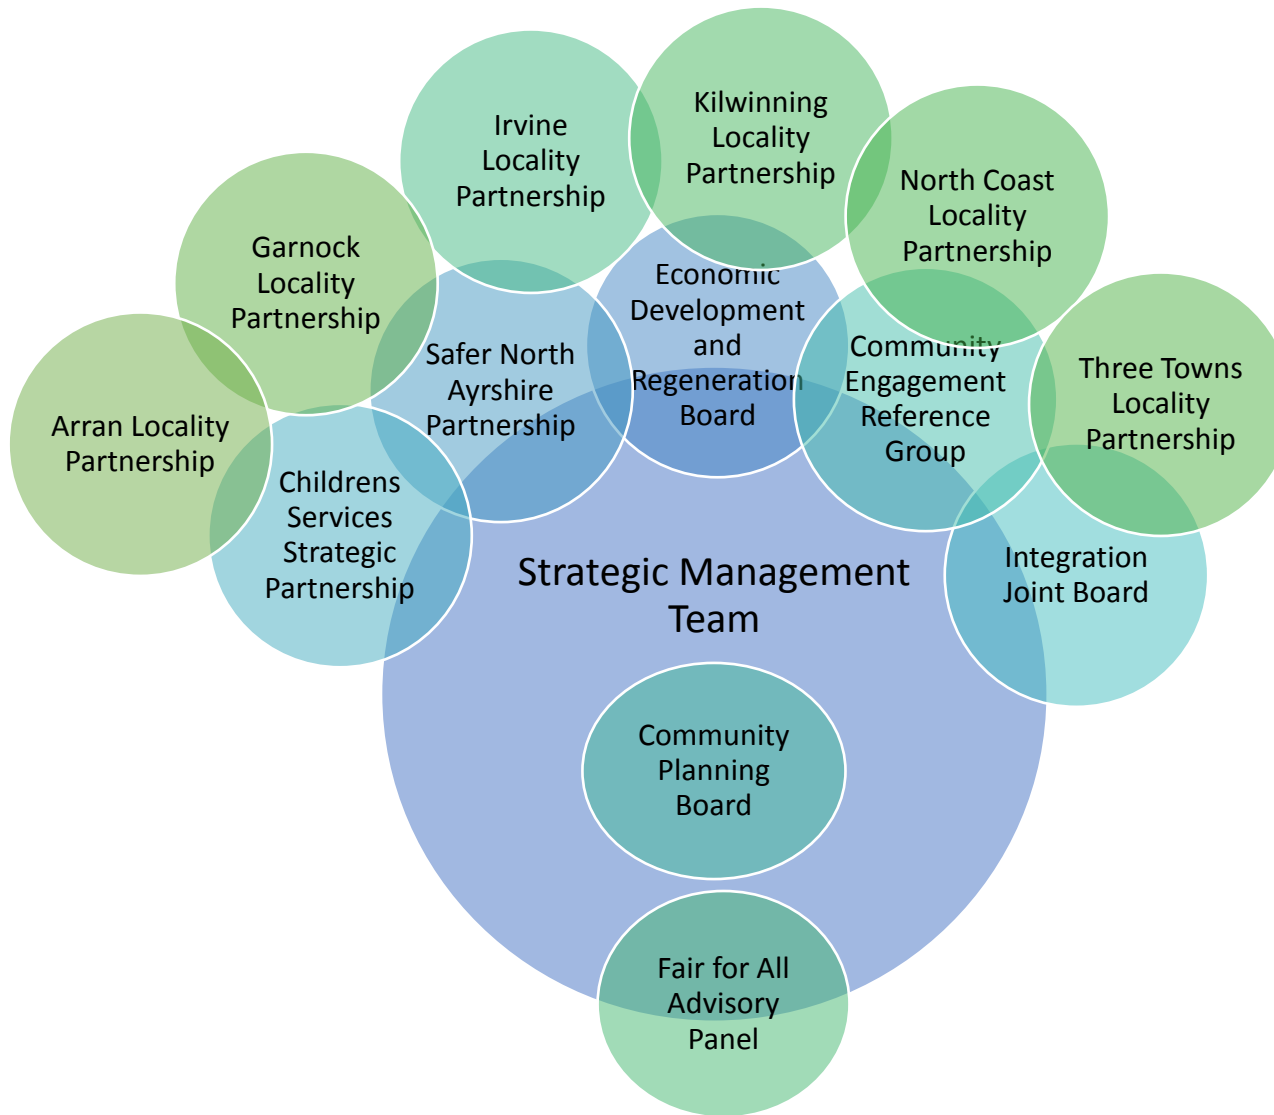 Kilwinning
Locality
Partnership
Irvine
Locality
Partnership
North Coast
Locality
Partnership
Garnock
Locality
Partnership
Economic
Development
and
Regeneration
Board
Safer North
Ayrshire
Partnership
Community
Engagement
Reference
Group
Three Towns
Locality
Partnership
Arran Locality
Partnership
Childrens
Services
Strategic
Partnership
Integration
Joint Board
Strategic Management
Team
Community
Planning
Board
Fair for All
Advisory
Panel